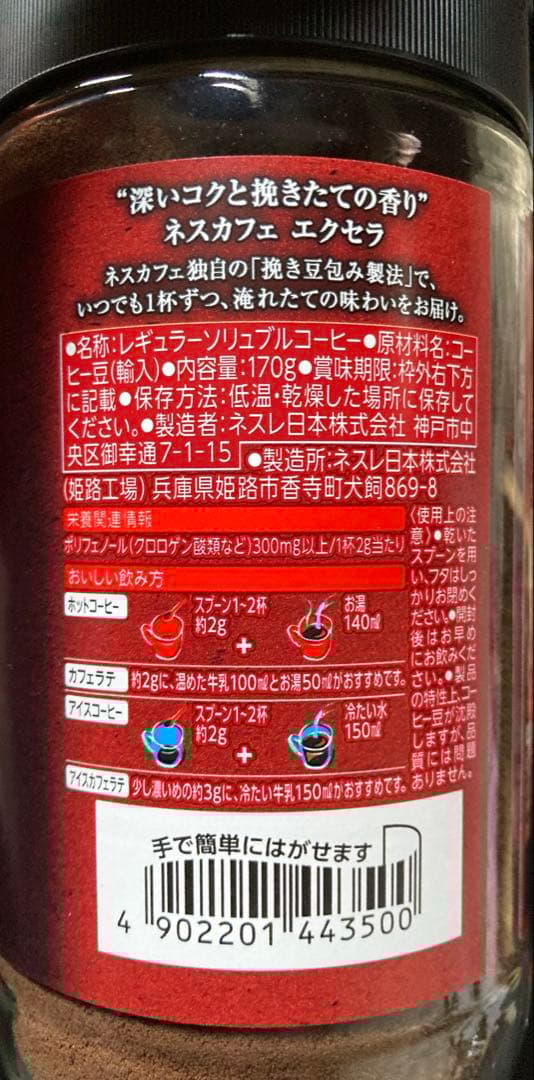 “深いコクと挽きたての香り”
ネスカフェ エクセラ
ネスカフェ独自の「挽き豆包み製法」で、
いつでも1杯ずつ、淹れたての味わいをお届け。
●名称:レギュラーソリュブルコーヒー●原材料名:コー
ヒー豆(輸入)●内容量:170g●賞味期限:枠外右下方
に記載●保存方法:低温・乾燥した場所に保存して
ください。●製造者:ネスレ日本株式会社 神戸市中
央区御幸通7-1-15
●製造所:ネスレ日本株式会社
(姫路工場) 兵庫県姫路市香寺町犬飼869-8
栄養関連情報
ポリフェノール(クロロゲン酸類など)300mg以上/1杯2g当たり
おいしい飲み方
ホットコーヒー
スプーン1~2杯
約2g
+
お湯
140ml
カフェラテ
約2gに、温めた牛乳100mlとお湯50mlがおすすめです。
アイスコーヒー
スプーン1~2杯
約2g
+
冷たい水
150ml
アイスカフェラテ
少し濃いめの約3gに、冷たい牛乳150mlがおすすめです。
〈使用上の注
意〉●乾いた
スプーンを用
い、フタはしっ
かりお閉めく
ださい。●開封
後はお早め
にお飲みくだ
さい。●製品
の特性上、コー
ヒー豆が沈殿
しますが、品
質には問題
ありません。
手で簡単にはがせます
4 902201 443500